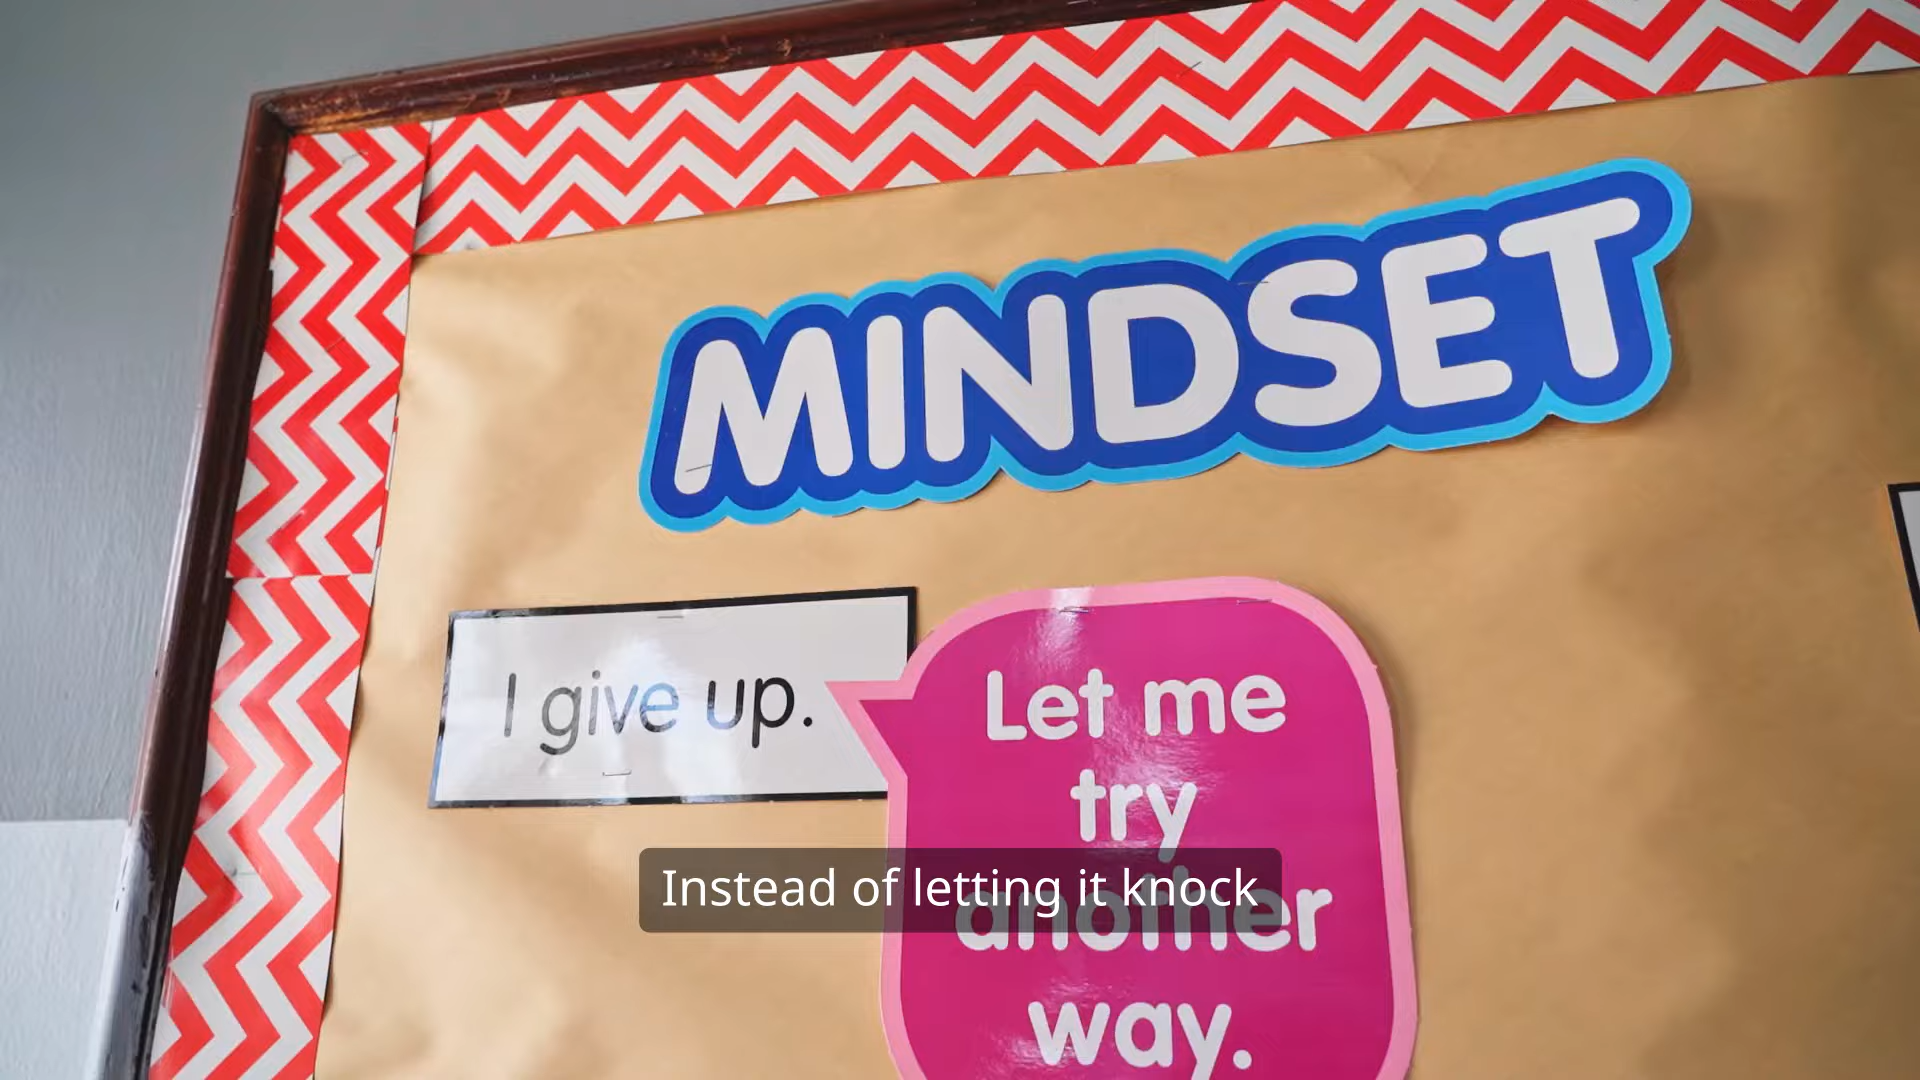 MINDSET
I give up.
Let me
try
another
way.
Instead of letting it knock